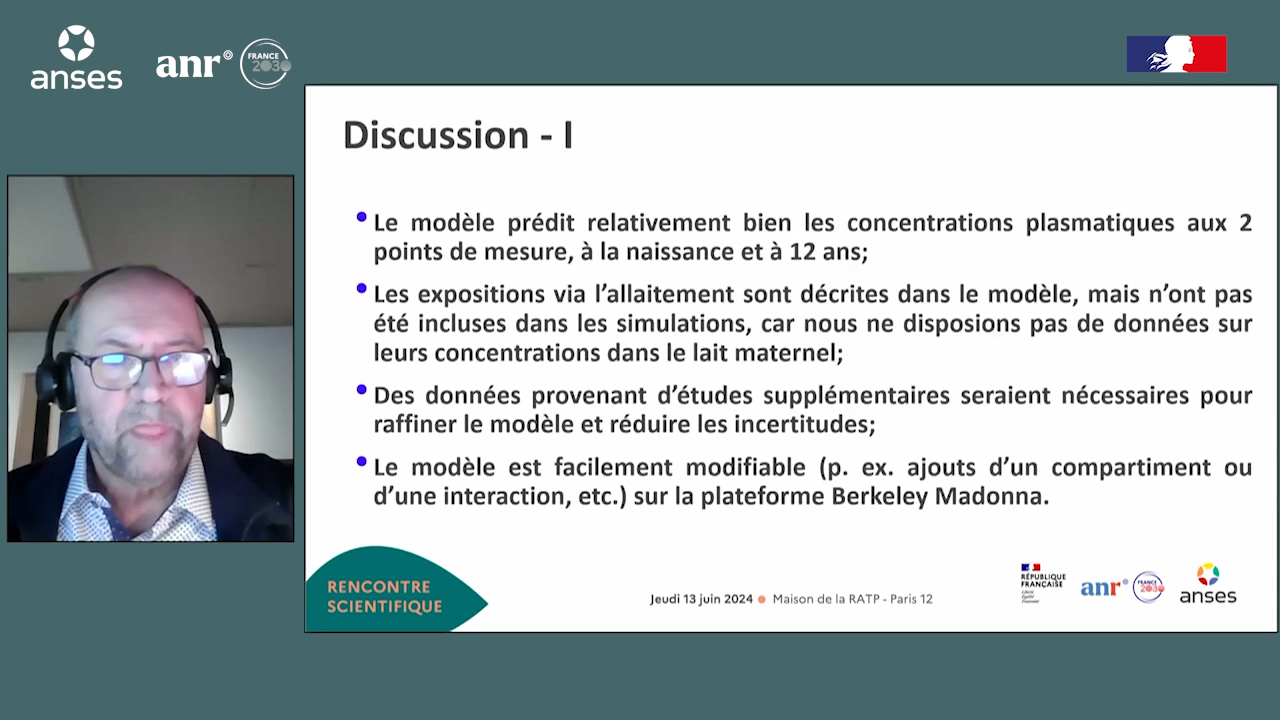 anses
anr
FRANCE
2030
Discussion - I
• Le modèle prédit relativement bien les concentrations plasmatiques aux 2
points de mesure, à la naissance et à 12 ans;
• Les expositions via l’allaitement sont décrites dans le modèle, mais n’ont pas
été incluses dans les simulations, car nous ne disposions pas de données sur
leurs concentrations dans le lait maternel;
• Des données provenant d’études supplémentaires seraient nécessaires pour
raffiner le modèle et réduire les incertitudes;
• Le modèle est facilement modifiable (p. ex. ajouts d’un compartiment ou
d’une interaction, etc.) sur la plateforme Berkeley Madonna.
RENCONTRE
SCIENTIFIQUE
Jeudi 13 juin 2024 • Maison de la RATP - Paris 12
RÉPUBLIQUE
FRANÇAISE
Liberté
Égalité
Fraternité
anr
FRANCE
2030
anses